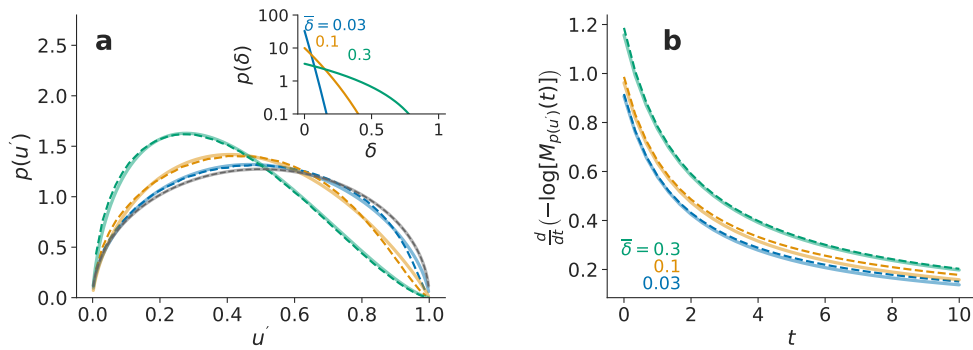 a
p(u′)
2.5
2.0
1.5
1.0
0.5
0.0
0.0 0.2 0.4 0.6 0.8 1.0
u′
p(δ)
100
10
1
0.1
0 0.5 1
δ
δ̅ = 0.03
0.1
0.3
b
d/dt(−log[M_{p(u′)}(t)])
1.2
1.0
0.8
0.6
0.4
0.2
δ̅ = 0.3
0.1
0.03
0 2 4 6 8 10
t